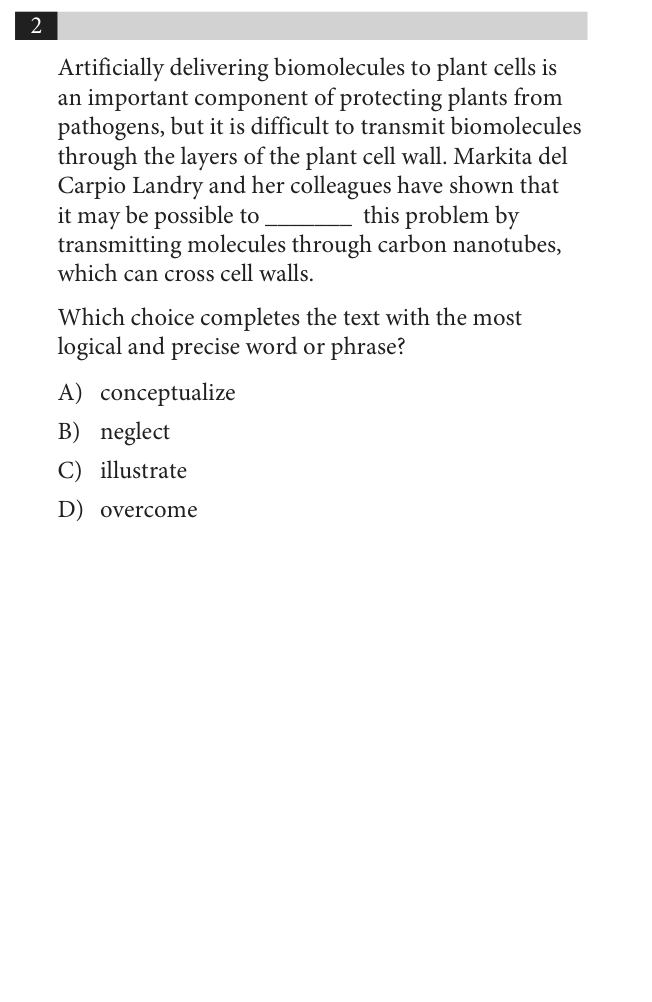 2
Artificially delivering biomolecules to plant cells is
an important component of protecting plants from
pathogens, but it is difficult to transmit biomolecules
through the layers of the plant cell wall. Markita del
Carpio Landry and her colleagues have shown that
it may be possible to _______ this problem by
transmitting molecules through carbon nanotubes,
which can cross cell walls.
Which choice completes the text with the most
logical and precise word or phrase?
A) conceptualize
B) neglect
C) illustrate
D) overcome